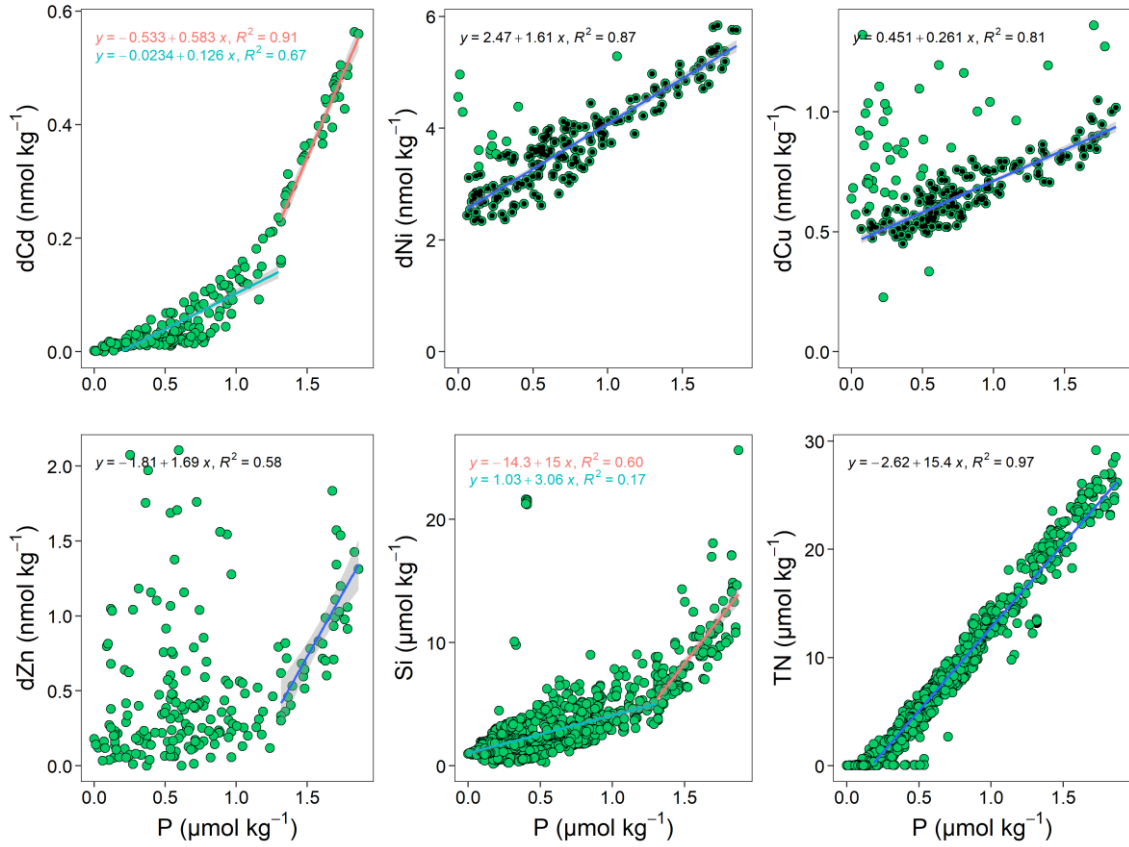 y = −0.533 + 0.583 x, R² = 0.91
y = −0.0234 + 0.126 x, R² = 0.67
0.6
0.4
0.2
0.0
dCd (nmol kg⁻¹)
0.0 0.5 1.0 1.5
y = 2.47 + 1.61 x, R² = 0.87
6
4
2
0
dNi (nmol kg⁻¹)
0.0 0.5 1.0 1.5
y = 0.451 + 0.261 x, R² = 0.81
1.0
0.5
0.0
dCu (nmol kg⁻¹)
0.0 0.5 1.0 1.5
y = −1.81 + 1.69 x, R² = 0.58
2.0
1.5
1.0
0.5
0.0
dZn (nmol kg⁻¹)
0.0 0.5 1.0 1.5
P (μmol kg⁻¹)
y = −14.3 + 15 x, R² = 0.60
y = 1.03 + 3.06 x, R² = 0.17
20
10
0
Si (μmol kg⁻¹)
0.0 0.5 1.0 1.5
P (μmol kg⁻¹)
y = −2.62 + 15.4 x, R² = 0.97
30
20
10
0
TN (μmol kg⁻¹)
0.0 0.5 1.0 1.5
P (μmol kg⁻¹)